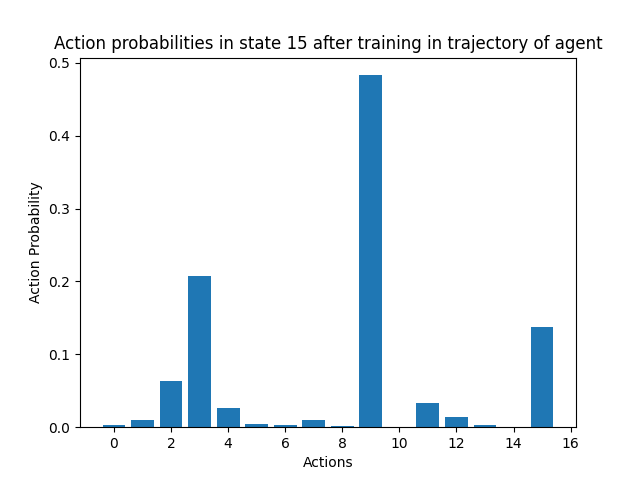 Action probabilities in state 15 after training in trajectory of agent
0.5
0.4
0.3
0.2
0.1
0.0
Action Probability
0 2 4 6 8 10 12 14 16
Actions